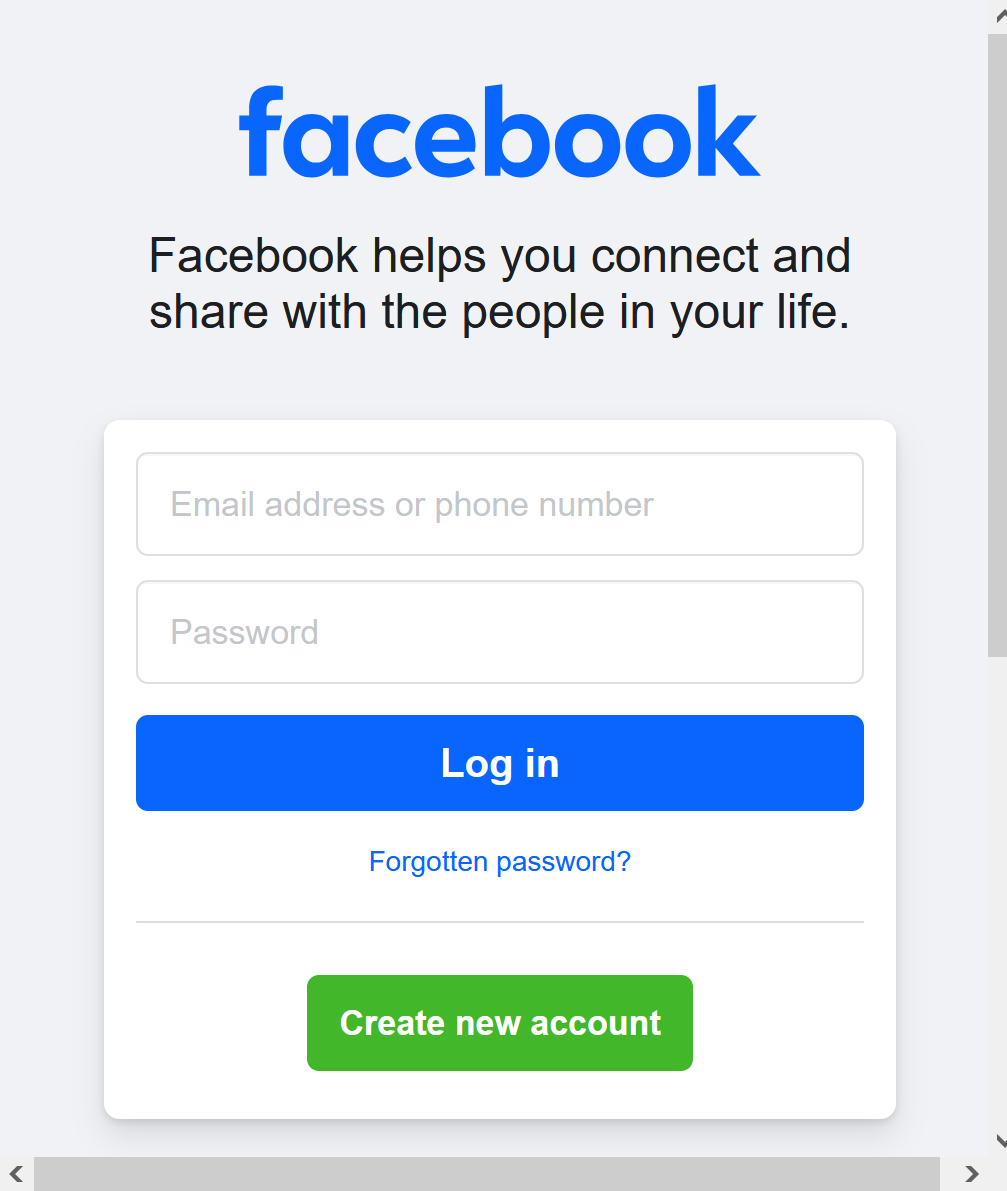 facebook
Facebook helps you connect and
share with the people in your life.
Email address or phone number
Password
Log in
Forgotten password?
Create new account